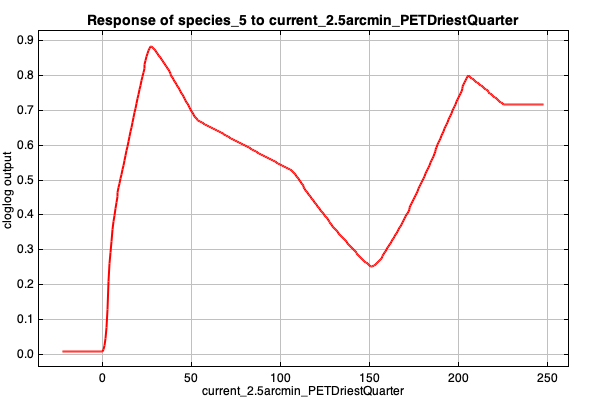 Response of species_5 to current_2.5arcmin_PETDriestQuarter
cloglog output
0.9
0.8
0.7
0.6
0.5
0.4
0.3
0.2
0.1
0.0
0 50 100 150 200 250
current_2.5arcmin_PETDriestQuarter